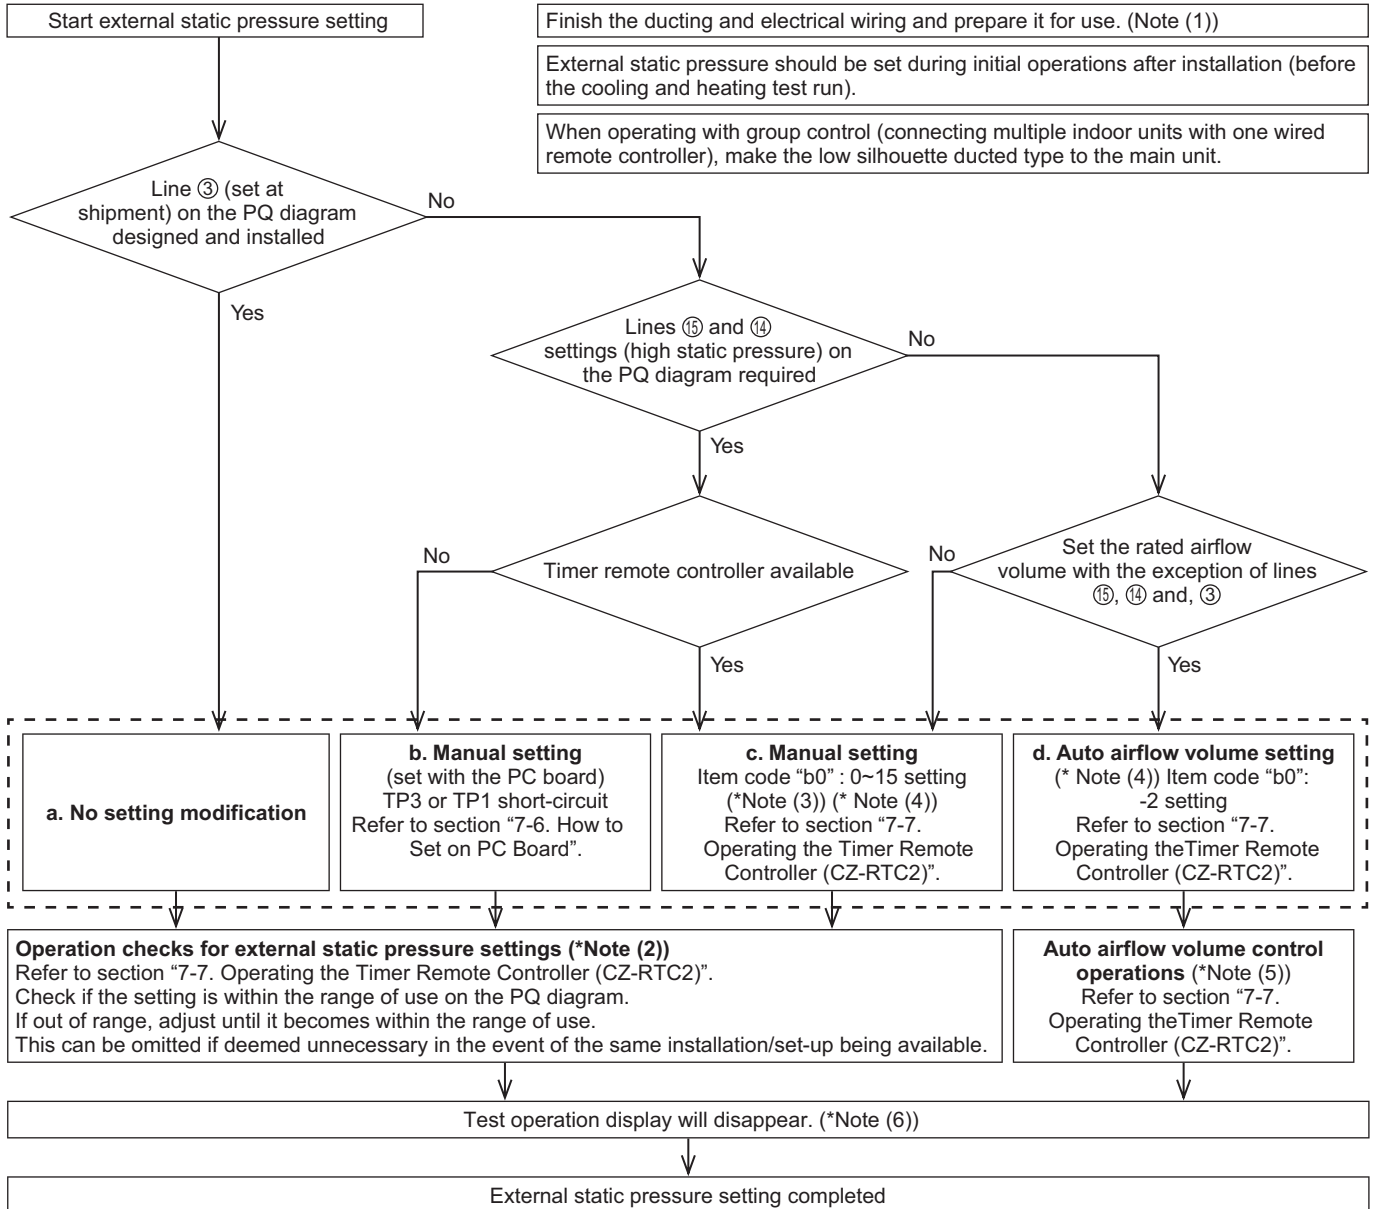 Start external static pressure setting
Finish the ducting and electrical wiring and prepare it for use. (Note (1))
External static pressure should be set during initial operations after installation (before
the cooling and heating test run).
When operating with group control (connecting multiple indoor units with one wired
remote controller), make the low silhouette ducted type to the main unit.
Line ③ (set at
shipment) on the PQ diagram
designed and installed
No
Yes
Lines ⑮ and ⑭
settings (high static pressure) on
the PQ diagram required
No
Yes
Timer remote controller available
No
Yes
Set the rated airflow
volume with the exception of lines
⑮, ⑭ and, ③
No
Yes
a. No setting modification
b. Manual setting
(set with the PC board)
TP3 or TP1 short-circuit
Refer to section “7-6. How to
Set on PC Board”.
c. Manual setting
Item code “b0” : 0~15 setting
(*Note (3)) (* Note (4))
Refer to section “7-7.
Operating the Timer Remote
Controller (CZ-RTC2)”.
d. Auto airflow volume setting
(* Note (4)) Item code “b0”:
-2 setting
Refer to section “7-7.
Operating theTimer Remote
Controller (CZ-RTC2)”.
Operation checks for external static pressure settings (*Note (2))
Refer to section “7-7. Operating the Timer Remote Controller (CZ-RTC2)”.
Check if the setting is within the range of use on the PQ diagram.
If out of range, adjust until it becomes within the range of use.
This can be omitted if deemed unnecessary in the event of the same installation/set-up being available.
Auto airflow volume control
operations (*Note (5))
Refer to section “7-7.
Operating theTimer Remote
Controller (CZ-RTC2)”.
Test operation display will disappear. (*Note (6))
External static pressure setting completed